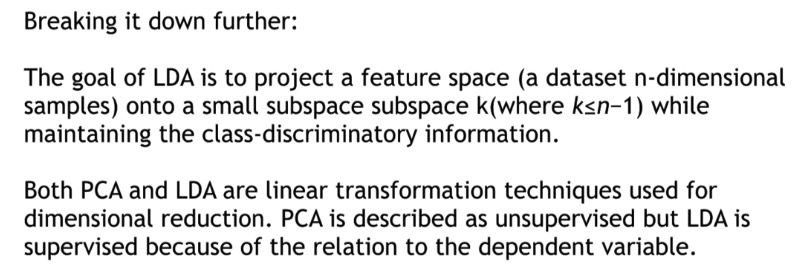 Breaking it down further:
The goal of LDA is to project a feature space (a dataset n-dimensional
samples) onto a small subspace subspace k(where k≤n−1) while
maintaining the class-discriminatory information.
Both PCA and LDA are linear transformation techniques used for
dimensional reduction. PCA is described as unsupervised but LDA is
supervised because of the relation to the dependent variable.